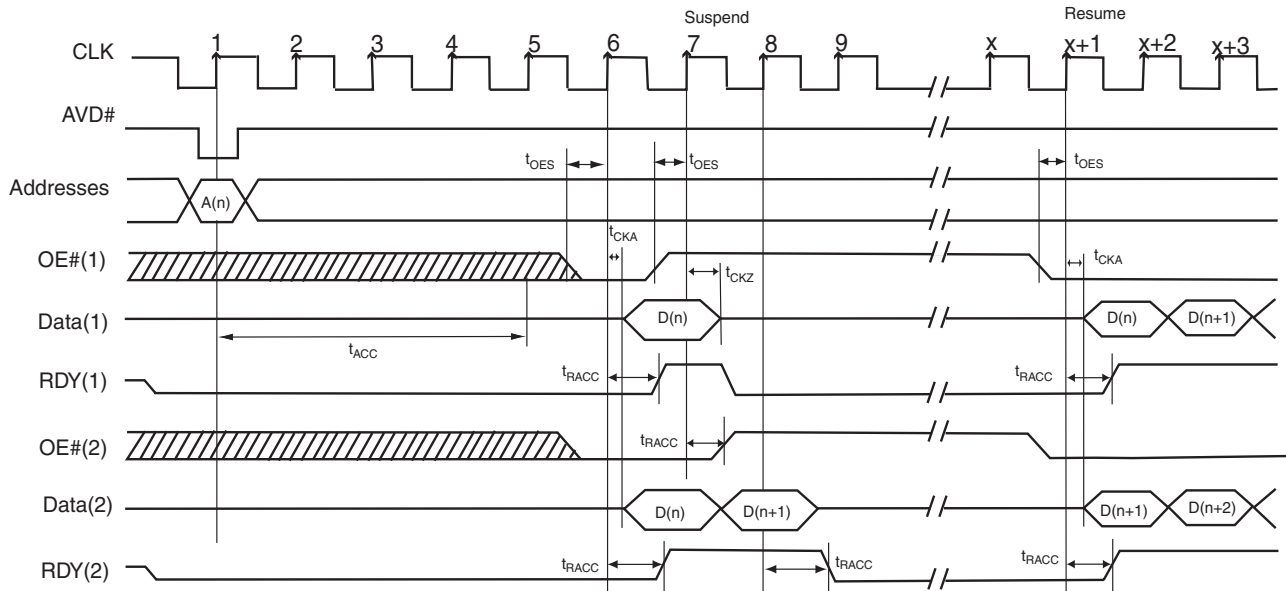 Suspend Resume
CLK 1 2 3 4 5 6 7 8 9 x x+1 x+2 x+3
AVD#
tOES tOES tOES
Addresses A(n)
tCKA
OE#(1) tCKZ tCKA
Data(1) D(n) D(n) D(n+1)
tACC
RDY(1) tRACC tRACC
OE#(2) tRACC
Data(2) D(n) D(n+1) D(n+1) D(n+2)
RDY(2) tRACC tRACC tRACC